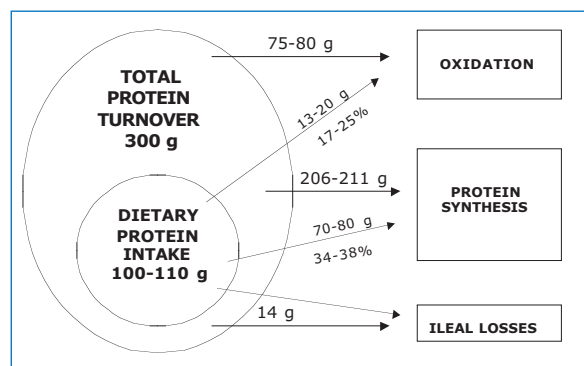 75-80 g
OXIDATION
TOTAL
PROTEIN
TURNOVER
300 g
13-20 g
17-25%
206-211 g
PROTEIN
SYNTHESIS
DIETARY
PROTEIN
INTAKE
100-110 g
70-80 g
34-38%
14 g
ILEAL LOSSES